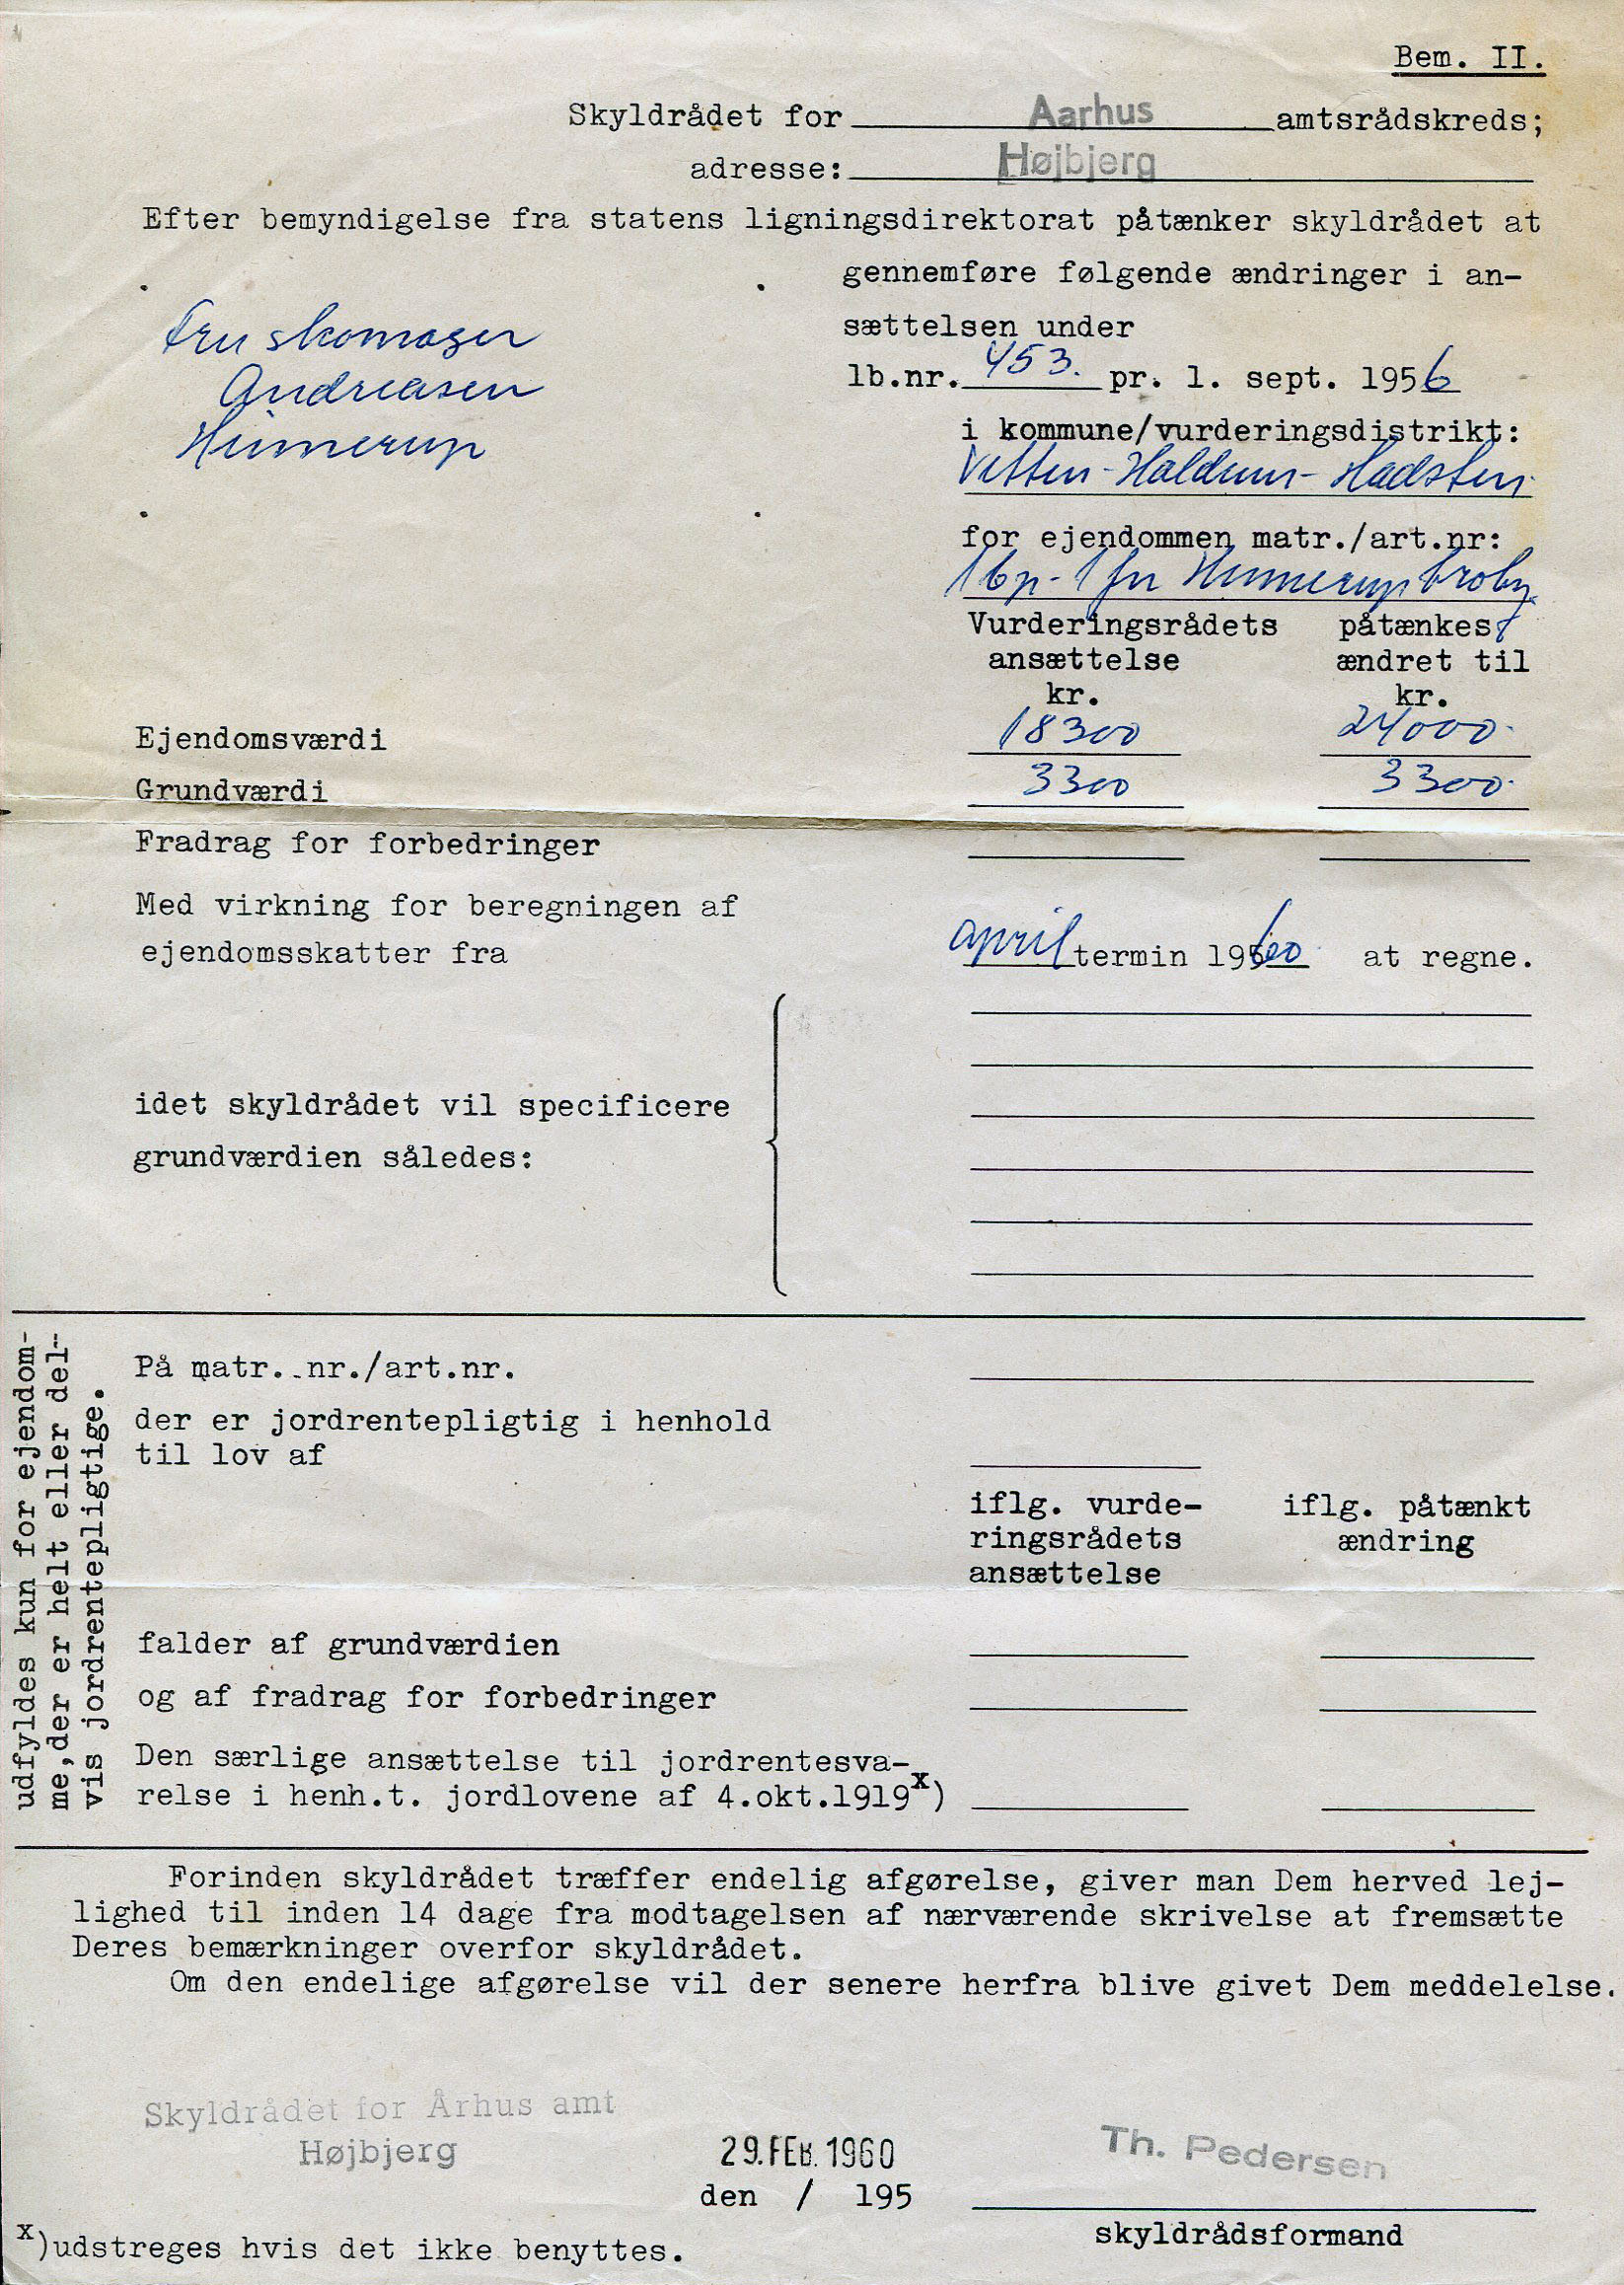 Bem. II.
Skyldrådet for Aarhus amtsrådskreds;
adresse: Højbjerg
Efter bemyndigelse fra statens ligningsdirektorat påtænker skyldrådet at
gennemføre følgende ændringer i an-
sættelsen under
Fru skomager
Andreasen
Hinnerup
lb.nr. 453. pr. 1. sept. 1956
i kommune/vurderingsdistrikt:
Vitten-Haldum-Hadsten
for ejendommen matr./art.nr:
Hinnerup
Vurderingsrådets påtænkes
ansættelse ændret til
kr. kr.
Ejendomsværdi 18300 24000
Grundværdi 3300 3300
Fradrag for forbedringer
Med virkning for beregningen af
ejendomsskatter fra april termin 1960 at regne.
idet skyldrådet vil specificere
grundværdien således:
udfyldes kun for ejendom-
me,der er helt eller del-
vis jordrentepligtige.
På matr. nr./art.nr.
der er jordrentepligtig i henhold
til lov af
iflg. vurde- iflg. påtænkt
ringsrådets ændring
ansættelse
falder af grundværdien
og af fradrag for forbedringer
Den særlige ansættelse til jordrentesva-
relse i henh.t. jordlovene af 4.okt.1919x)
Forinden skyldrådet træffer endelig afgørelse, giver man Dem herved lej-
lighed til inden 14 dage fra modtagelsen af nærværende skrivelse at fremsætte
Deres bemærkninger overfor skyldrådet.
Om den endelige afgørelse vil der senere herfra blive givet Dem meddelelse.
Skyldrådet for Århus amt
Højbjerg
29.FEB.1960
Th. Pedersen
den / 195
skyldrådsformand
x)udstreges hvis det ikke benyttes.